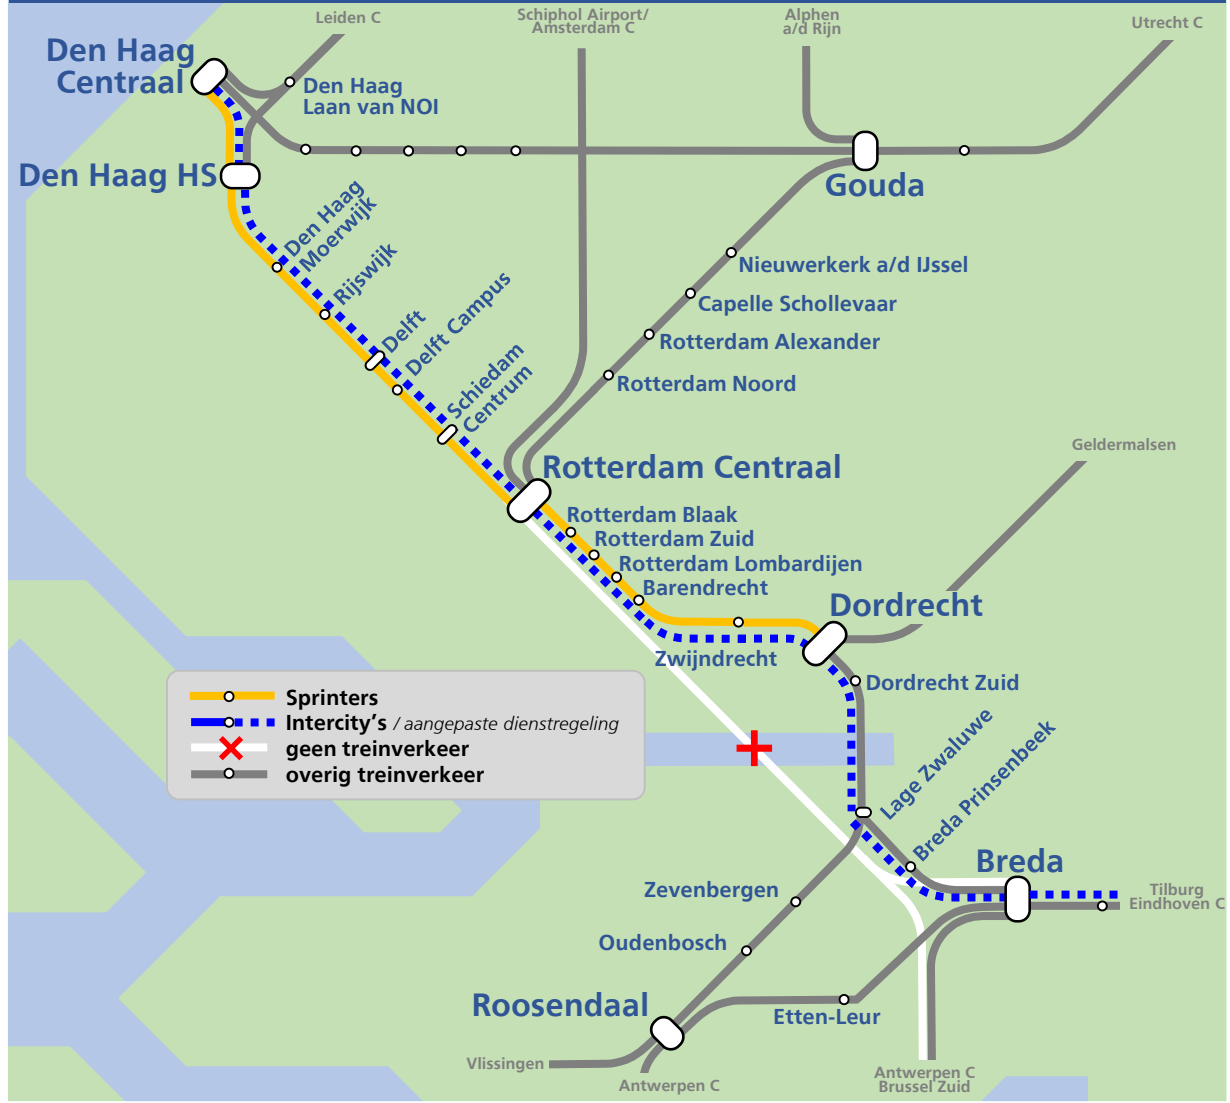 Leiden C
Schiphol Airport/
Amsterdam C
Alphen
a/d Rijn
Utrecht C
Den Haag
Centraal
Den Haag
Laan van NOI
Den Haag HS
Gouda
Den Haag
Moerwijk
Rijswijk
Delft
Delft Campus
Schiedam
Centrum
Nieuwerkerk a/d IJssel
Capelle Schollevaar
Rotterdam Alexander
Rotterdam Noord
Geldermalsen
Rotterdam Centraal
Rotterdam Blaak
Rotterdam Zuid
Rotterdam Lombardijen
Barendrecht
Dordrecht
Zwijndrecht
Dordrecht Zuid
Sprinters
Intercity's / aangepaste dienstregeling
geen treinverkeer
overig treinverkeer
Lage Zwaluwe
Breda Prinsenbeek
Breda
Zevenbergen
Tilburg
Eindhoven C
Oudenbosch
Roosendaal
Etten-Leur
Vlissingen
Antwerpen C
Antwerpen C
Brussel Zuid